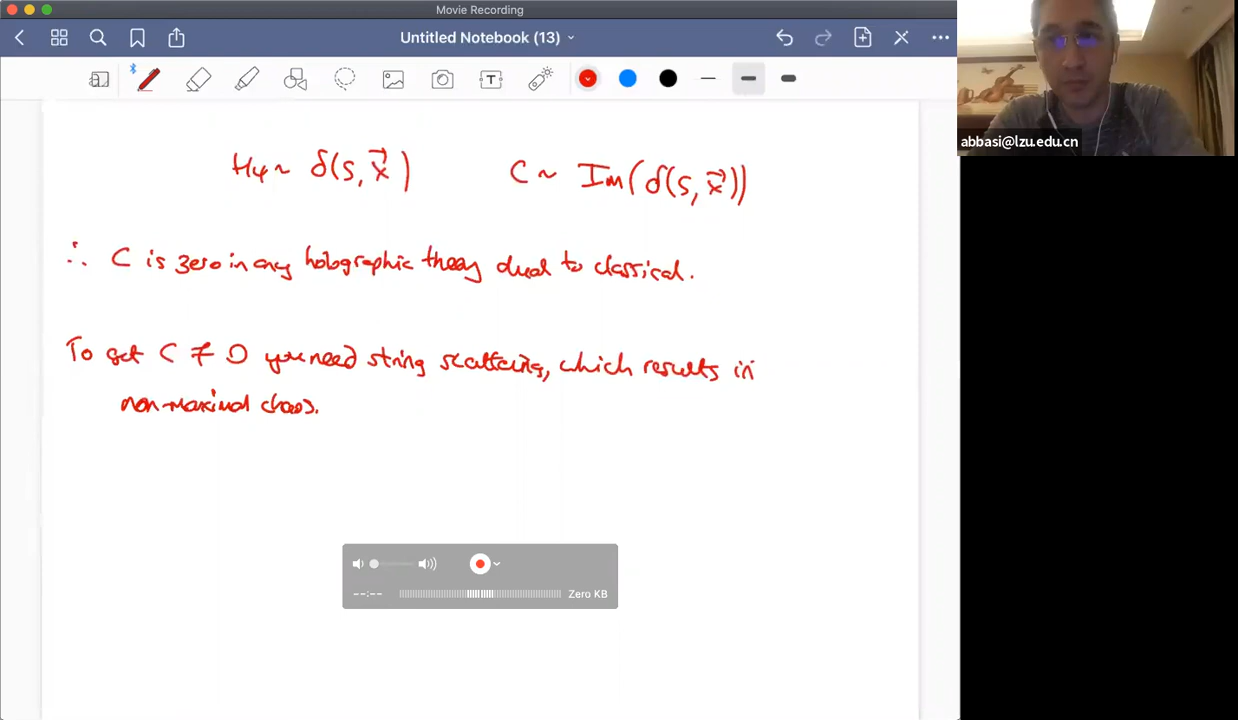 Movie Recording
Untitled Notebook (13)
T
abbasi@lzu.edu.cn
H4 ~ δ(s, x⃗) C ~ Im(δ(s, x⃗))
∴ C is zero in any holographic theory dual to classical.
To get C ≠ 0 you need string scattering, which results in
non-maximal chaos.
--:-- Zero KB